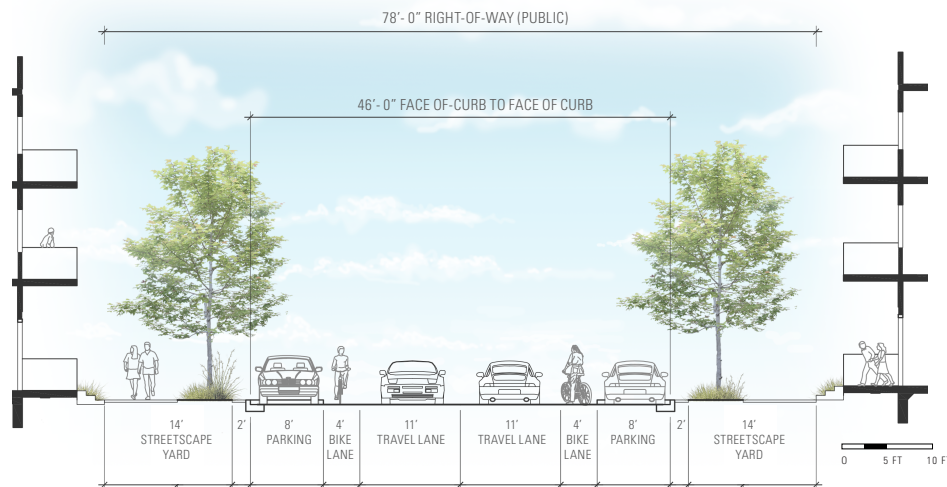 78'- 0" RIGHT-OF-WAY (PUBLIC)
46'- 0" FACE OF-CURB TO FACE OF CURB
14'
STREETSCAPE
YARD
2'
8'
PARKING
4'
BIKE
LANE
11'
TRAVEL LANE
11'
TRAVEL LANE
4'
BIKE
LANE
8'
PARKING
2'
14'
STREETSCAPE
YARD
0 5 FT 10 F